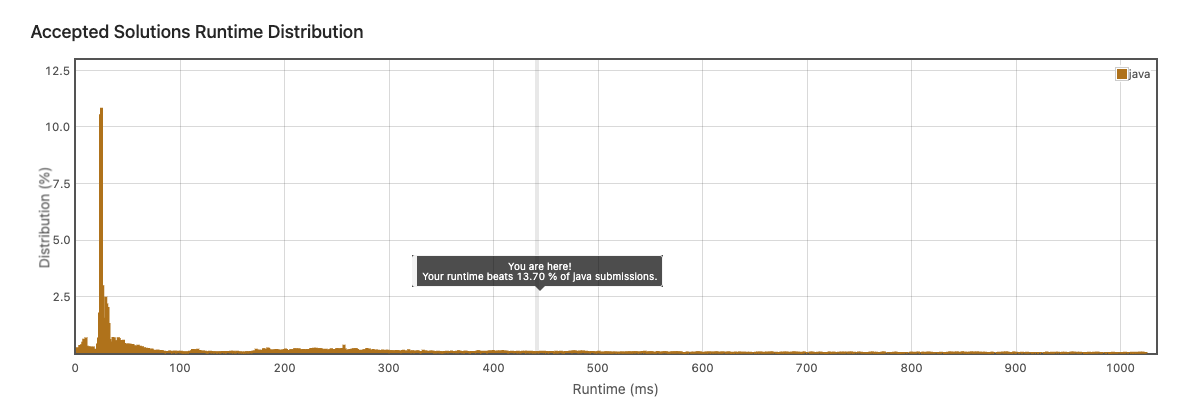 Accepted Solutions Runtime Distribution
12.5
java
10.0
7.5
Distribution (%)
5.0
You are here!
Your runtime beats 13.70 % of java submissions.
2.5
0 100 200 300 400 500 600 700 800 900 1000
Runtime (ms)